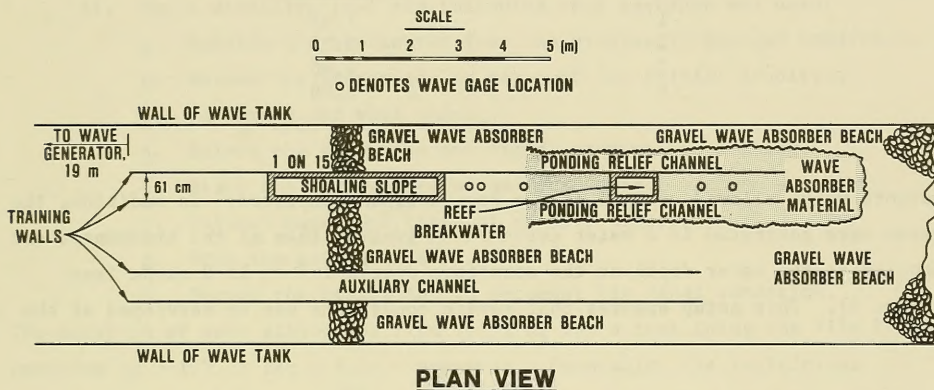 SCALE
0 1 2 3 4 5 (m)
o DENOTES WAVE GAGE LOCATION
WALL OF WAVE TANK
TO WAVE
GENERATOR,
19 m
GRAVEL WAVE ABSORBER
BEACH
GRAVEL WAVE ABSORBER BEACH
1 ON 15
PONDING RELIEF CHANNEL
61 cm
SHOALING SLOPE
WAVE
ABSORBER
MATERIAL
TRAINING
WALLS
REEF
BREAKWATER
PONDING RELIEF CHANNEL
GRAVEL WAVE ABSORBER BEACH
GRAVEL WAVE
ABSORBER BEACH
AUXILIARY CHANNEL
GRAVEL WAVE ABSORBER BEACH
WALL OF WAVE TANK
PLAN VIEW